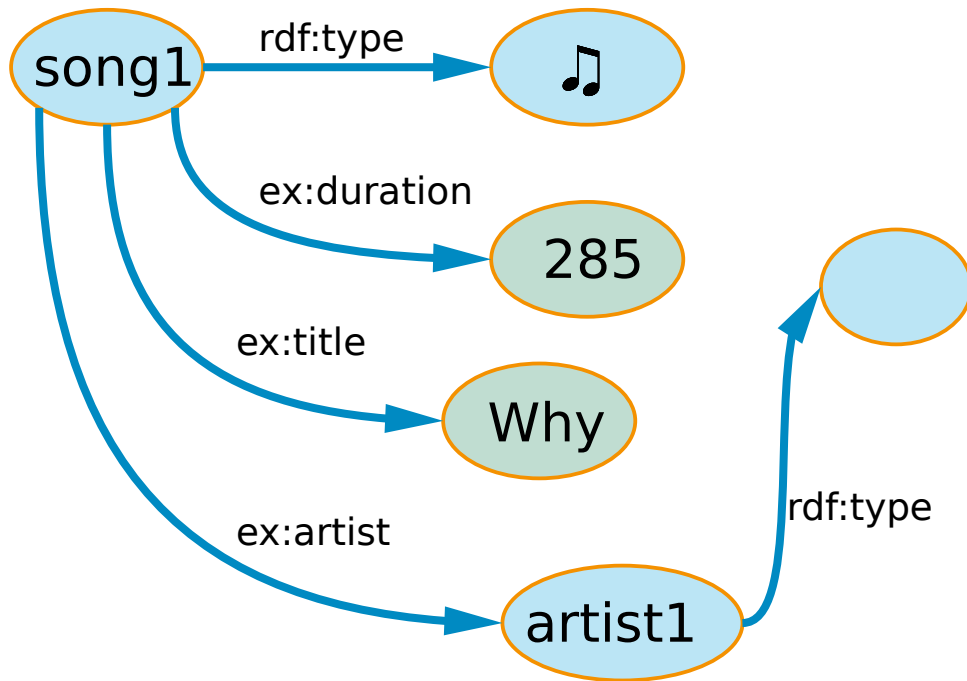 song1
rdf:type
♫
ex:duration
285
ex:title
Why
ex:artist
artist1
rdf:type